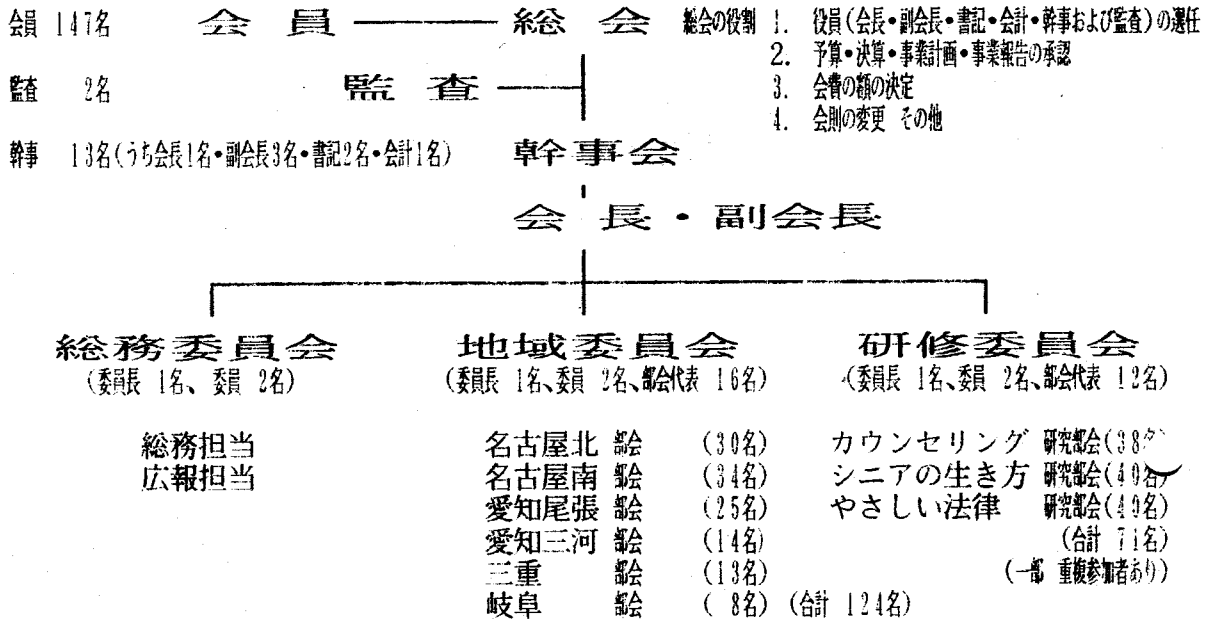 会員 147名 会員 総会 総会の役割 1. 役員(会長・副会長・書記・会計・幹事および監査)の選任
2. 予算・決算・事業計画・事業報告の承認
監査 2名 監査 3. 会費の額の決定
4. 会則の変更 その他
幹事 13名(うち会長1名・副会長3名・書記2名・会計1名) 幹事会
会長・副会長
総務委員会 地域委員会 研修委員会
(委員長 1名、委員 2名) (委員長 1名、委員 2名、部会代表 16名) (委員長 1名、委員 2名、部会代表 12名)
総務担当 名古屋北 部会 (30名) カウンセリング 研究部会(38名)
広報担当 名古屋南 部会 (34名) シニアの生き方 研究部会(40名)
愛知尾張 部会 (25名) やさしい法律 研究部会(40名)
愛知三河 部会 (14名) (合計 71名)
三重 部会 (13名) (一部 重複参加者あり)
岐阜 部会 ( 8名) (合計 124名)